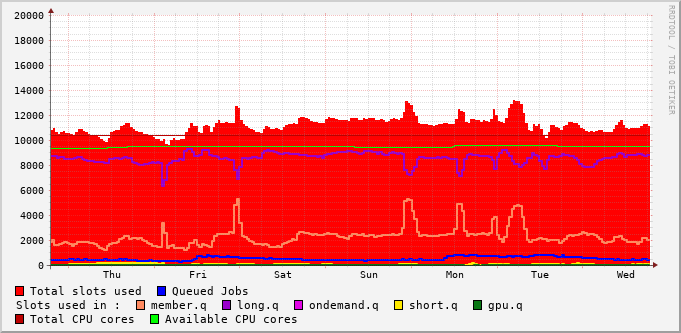 RRDTOOL / TOBI OETIKER
20000
18000
16000
14000
12000
10000
8000
6000
4000
2000
0
Thu Fri Sat Sun Mon Tue Wed
Total slots used Queued Jobs
Slots used in : member.q long.q ondemand.q short.q gpu.q
Total CPU cores Available CPU cores